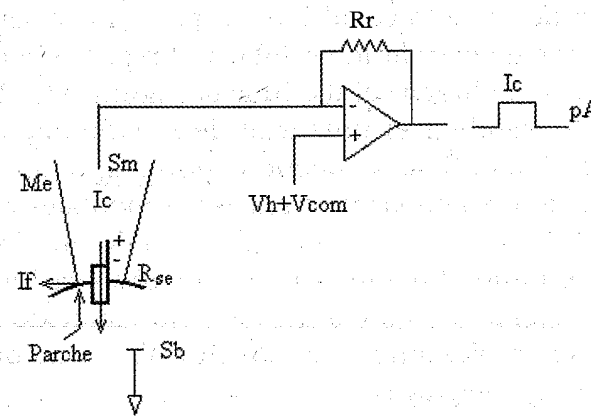 Rr
Ic
pA
-
+
Sm
Me
Ic
Vh+Vcom
+
-
If
Rse
Parche
Sb